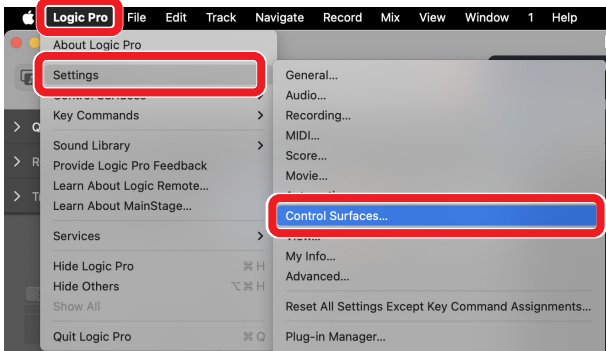 Logic Pro File Edit Track Navigate Record Mix View Window 1 Help
About Logic Pro
Settings
Control Surfaces
Key Commands
Sound Library
Provide Logic Pro Feedback
Learn About Logic Remote...
Learn About MainStage...
Services
Hide Logic Pro ⌘ H
Hide Others ⌥ ⌘ H
Show All
Quit Logic Pro ⌘ Q
General...
Audio...
Recording...
MIDI...
Score...
Movie...
Control Surfaces...
View...
My Info...
Advanced...
Reset All Settings Except Key Command Assignments...
Plug-in Manager...